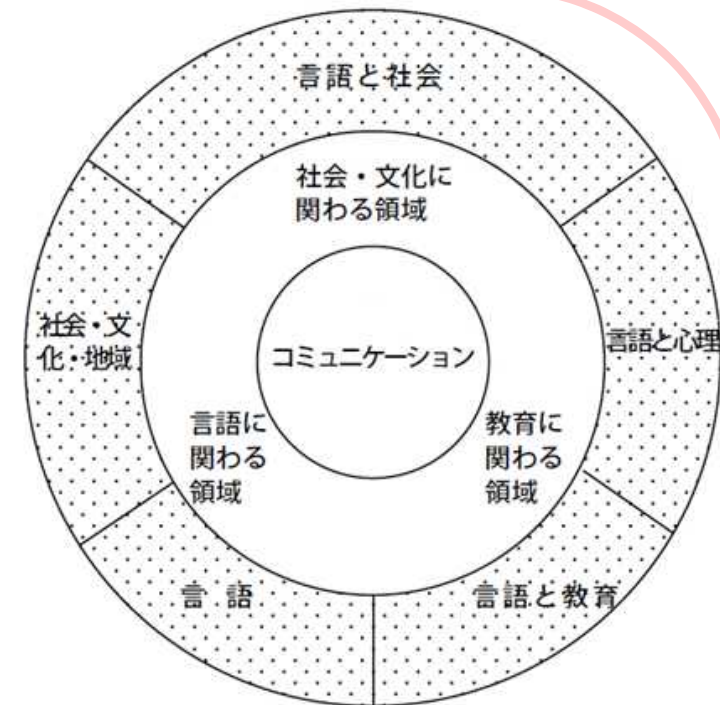 言語と社会
社会・文化に
関わる領域
社会・文
化・地域
コミュニケーション
言語と心理
言語に
関わる
領域
教育に
関わる
領域
言語
言語と教育